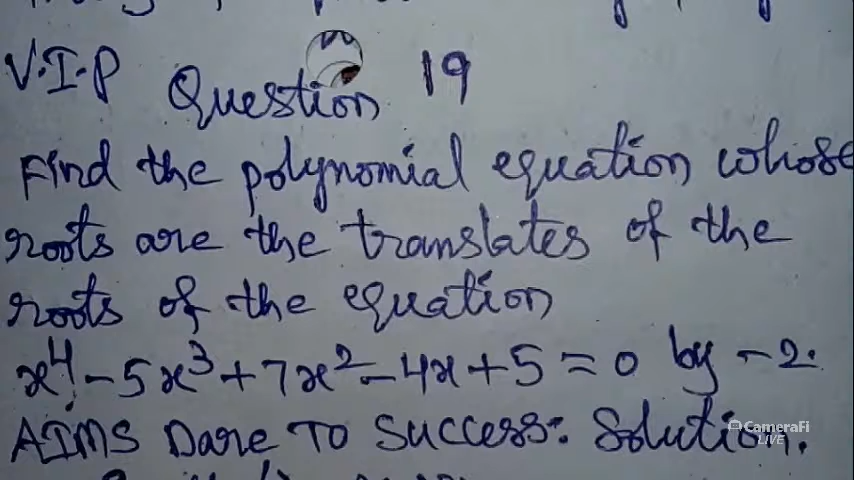 V.I.P Question 19
Find the polynomial equation whose
roots are the translates of the
roots of the equation
x⁴-5x³+7x²-4x+5=0 by -2.
AIMS Dare To Success: Solution.
CameraFi
LIVE